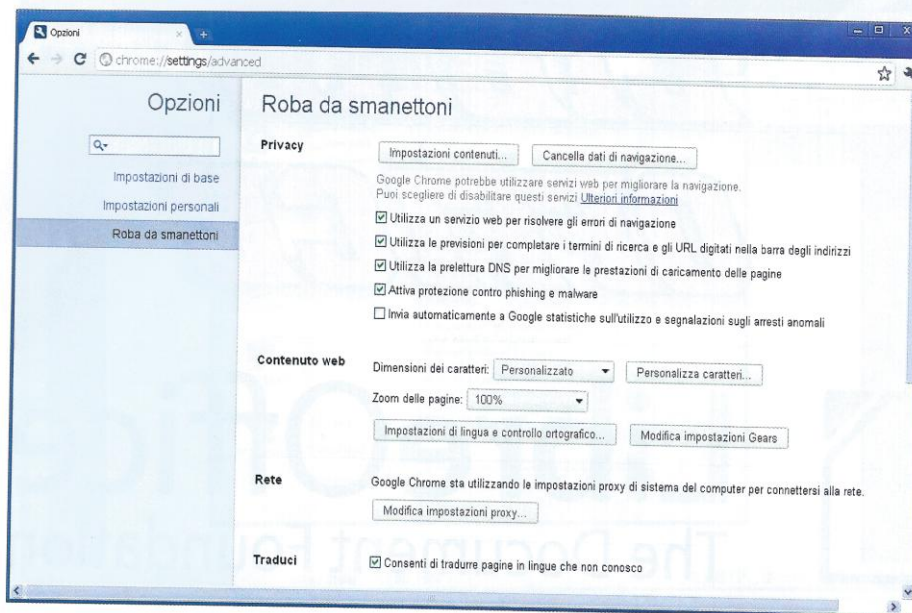 Opzioni
chrome://settings/advanced
Opzioni
Impostazioni di base
Impostazioni personali
Roba da smanettoni
Roba da smanettoni
Privacy
Impostazioni contenuti...
Cancella dati di navigazione...
Google Chrome potrebbe utilizzare servizi web per migliorare la navigazione.
Puoi scegliere di disabilitare questi servizi Ulteriori informazioni
Utilizza un servizio web per risolvere gli errori di navigazione
Utilizza le previsioni per completare i termini di ricerca e gli URL digitati nella barra degli indirizzi
Utilizza la prelettura DNS per migliorare le prestazioni di caricamento delle pagine
Attiva protezione contro phishing e malware
Invia automaticamente a Google statistiche sull'utilizzo e segnalazioni sugli arresti anomali
Contenuto web
Dimensioni dei caratteri: Personalizzato
Personalizza caratteri...
Zoom delle pagine: 100%
Impostazioni di lingua e controllo ortografico...
Modifica impostazioni Gears
Rete
Google Chrome sta utilizzando le impostazioni proxy di sistema del computer per connettersi alla rete.
Modifica impostazioni proxy...
Traduci
Consenti di tradurre pagine in lingue che non conosco
The Document Foundation